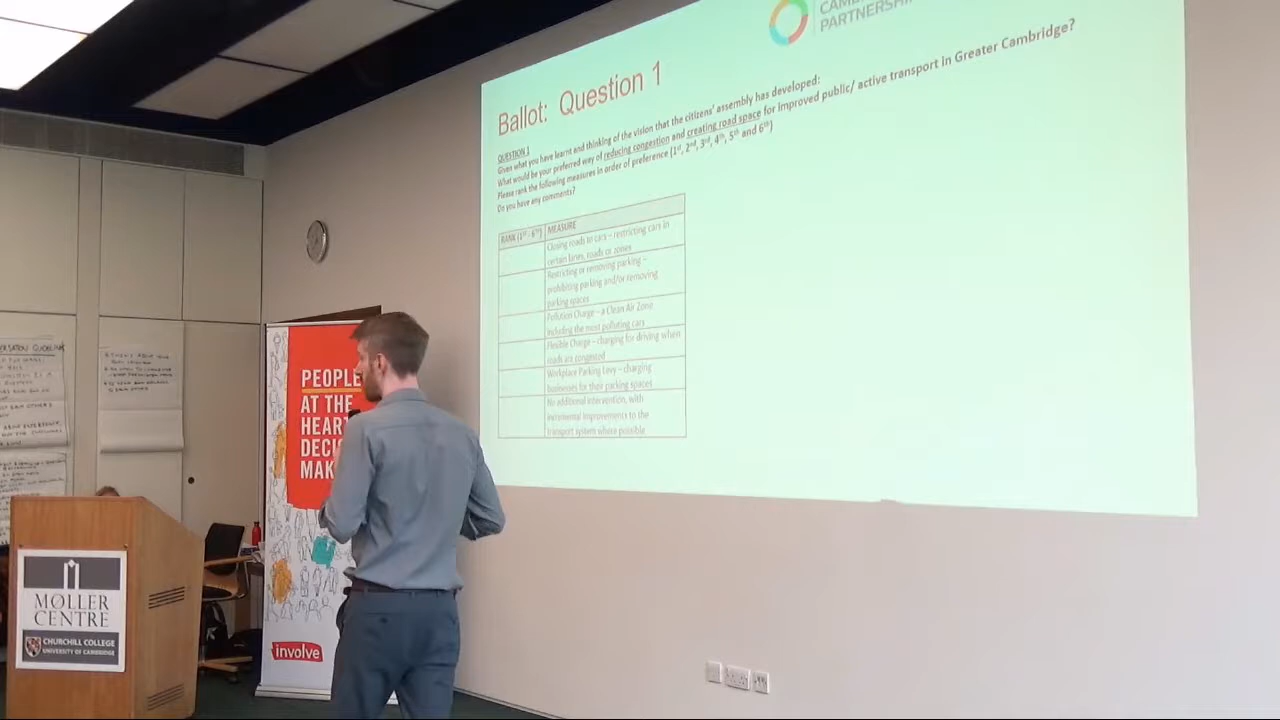 CAMB
PARTNERSHIP
Ballot: Question 1
QUESTION 1
Given what you have learnt and thinking of the vision that the citizens' assembly has developed:
What would be your preferred way of reducing congestion and creating road space for improved public/ active transport in Greater Cambridge?
Please rank the following measures in order of preference (1st, 2nd, 3rd, 4th, 5th and 6th)
Do you have any comments?
RANK (1st - 6th) MEASURE
Closing roads to cars – restricting cars in
certain lanes, roads or zones
Restricting or removing parking –
prohibiting parking and/or removing
parking spaces
Pollution Charge – a Clean Air Zone
including the most polluting cars
Flexible Charge – charging for driving when
roads are congested
Workplace Parking Levy – charging
businesses for their parking spaces
No additional intervention, with
incremental improvements to the
transport system where possible
PEOPLE
AT THE
HEART
DECI
MAK
involve
MØLLER
CENTRE
CHURCHILL COLLEGE
UNIVERSITY OF CAMBRIDGE